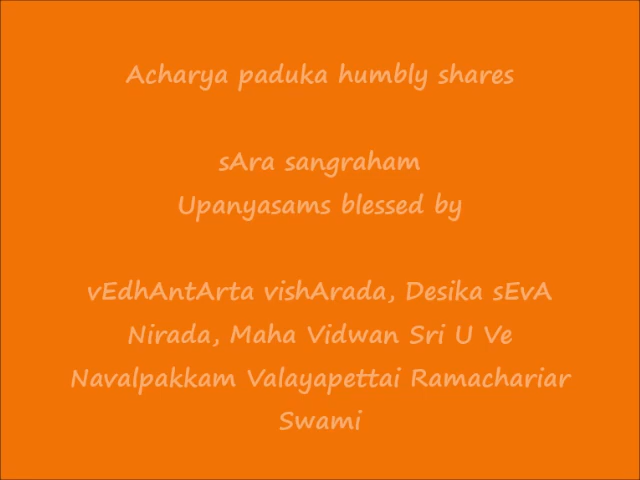 Acharya paduka humbly shares
sAra sangraham
Upanyasams blessed by
vEdhAntArta vishArada, Desika sEvA
Nirada, Maha Vidwan Sri U Ve
Navalpakkam Valayapettai Ramachariar
Swami